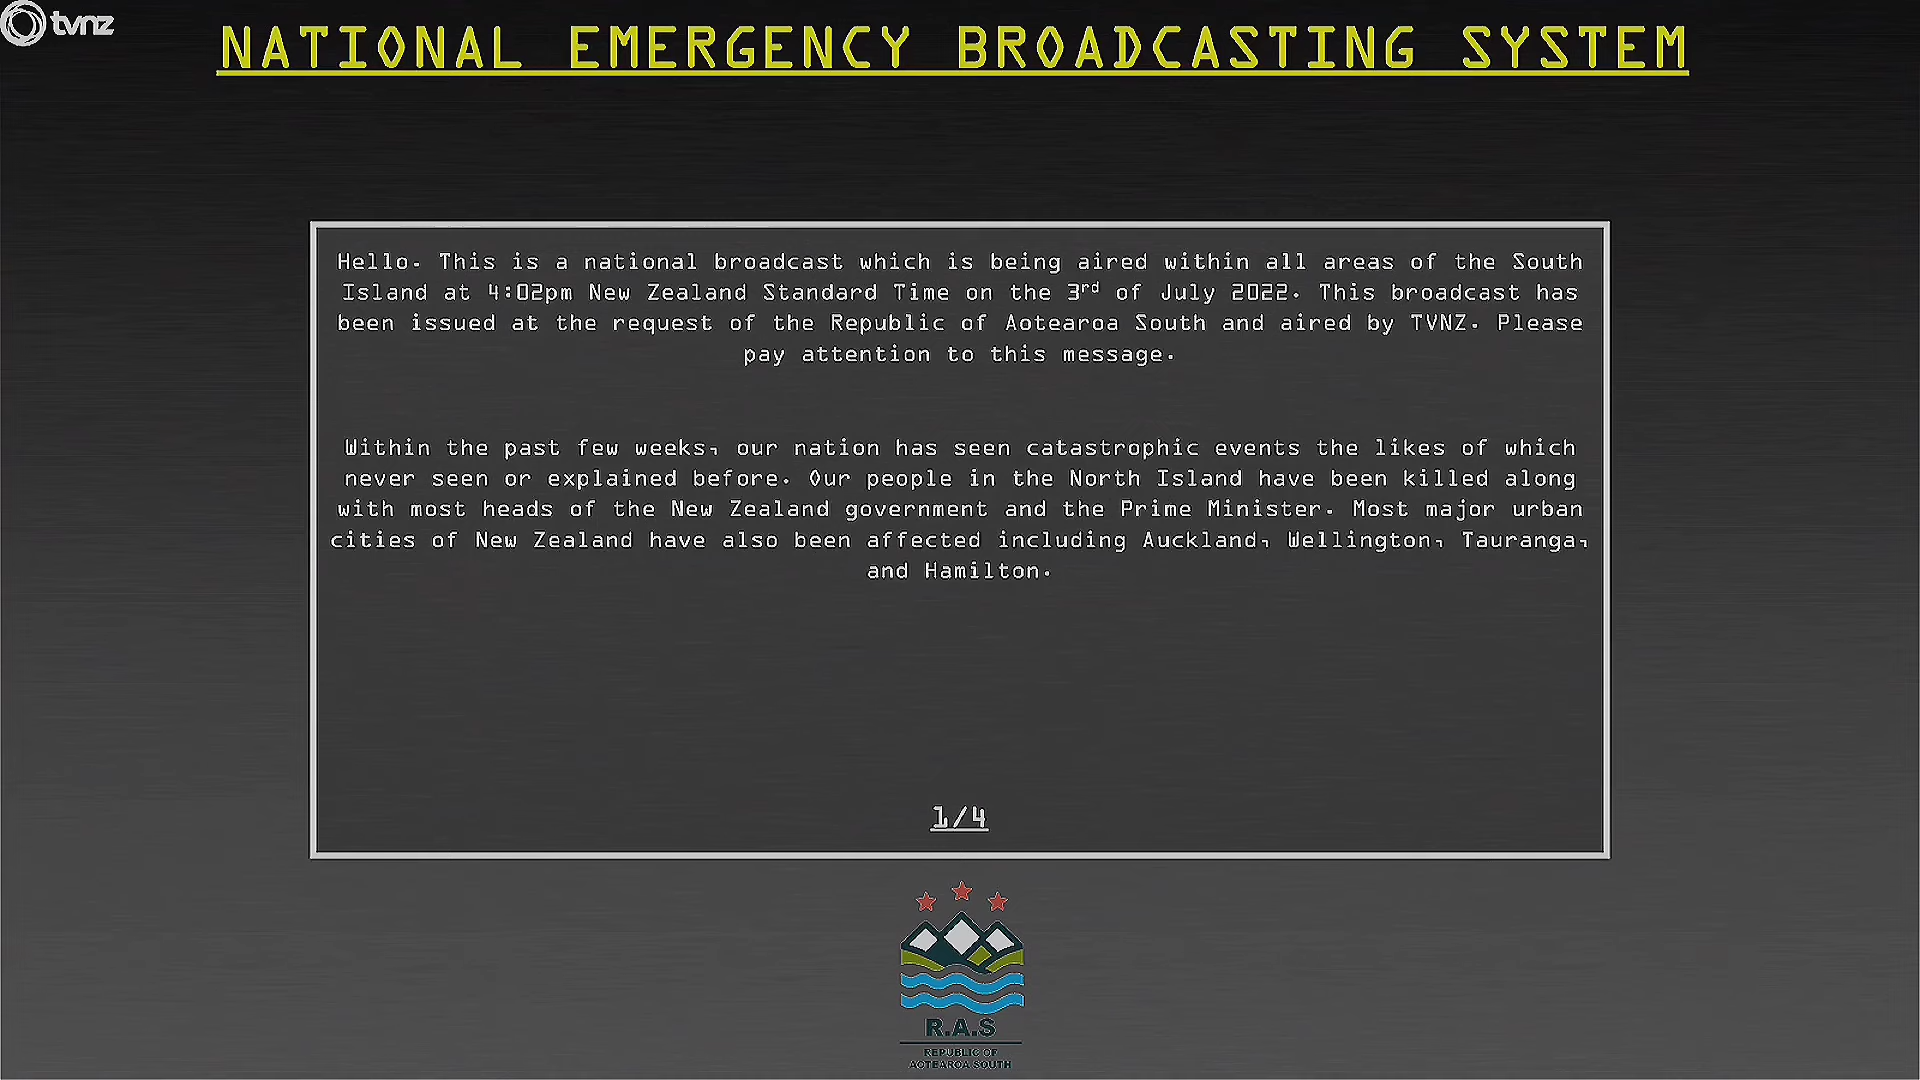 tvnz
NATIONAL EMERGENCY BROADCASTING SYSTEM
Hello. This is a national broadcast which is being aired within all areas of the South
Island at 4:02pm New Zealand Standard Time on the 3rd of July 2022. This broadcast has
been issued at the request of the Republic of Aotearoa South and aired by TVNZ. Please
pay attention to this message.
Within the past few weeks, our nation has seen catastrophic events the likes of which
never seen or explained before. Our people in the North Island have been killed along
with most heads of the New Zealand government and the Prime Minister. Most major urban
cities of New Zealand have also been affected including Auckland, Wellington, Tauranga,
and Hamilton.
1/4
R.A.S
REPUBLIC OF
AOTEAROA SOUTH